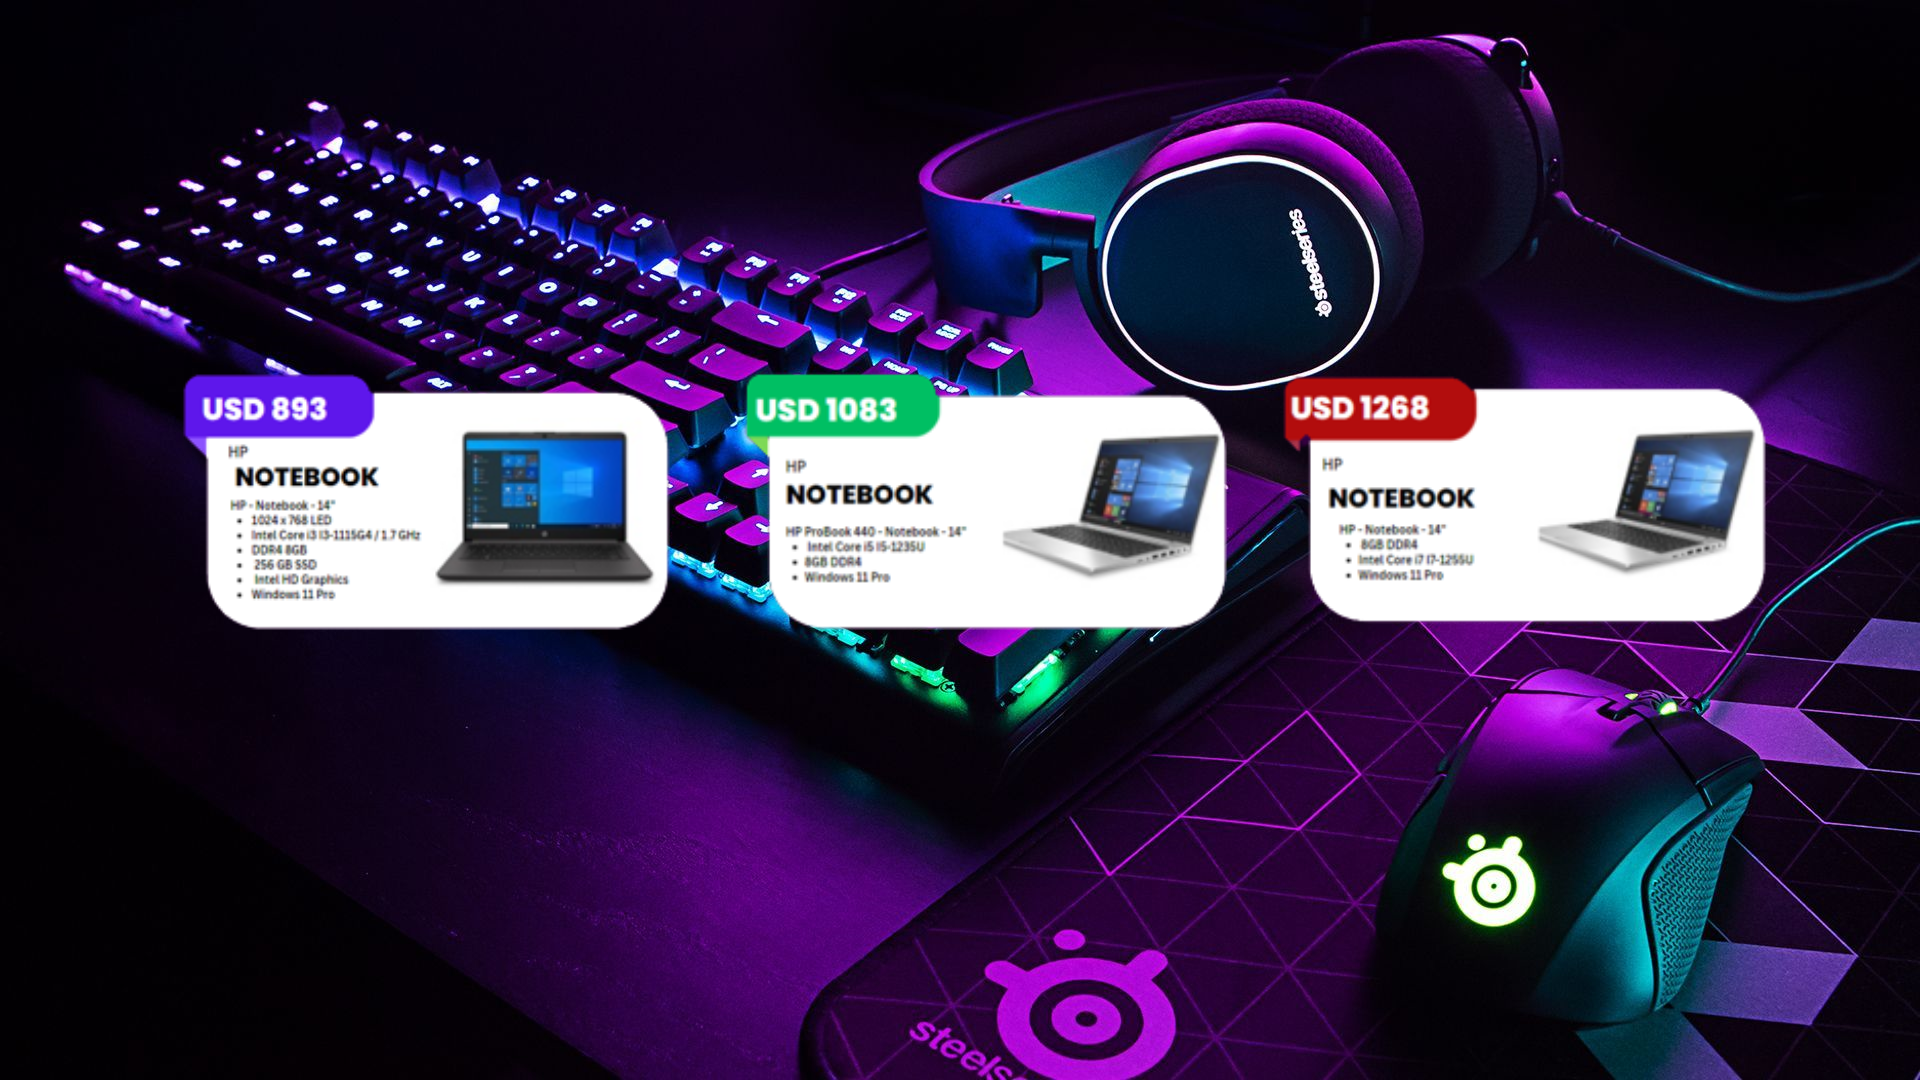 steelseries
USD 893
HP
NOTEBOOK
HP - Notebook - 14"
• 1024 x 768 LED
• Intel Core i3 I3-1115G4 / 1.7 GHz
• DDR4 8GB
• 256 GB SSD
• Intel HD Graphics
• Windows 11 Pro
USD 1083
HP
NOTEBOOK
HP ProBook 440 - Notebook - 14"
• Intel Core i5 I5-1235U
• 8GB DDR4
• Windows 11 Pro
USD 1268
HP
NOTEBOOK
HP - Notebook - 14"
• 8GB DDR4
• Intel Core i7 I7-1255U
• Windows 11 Pro
steels